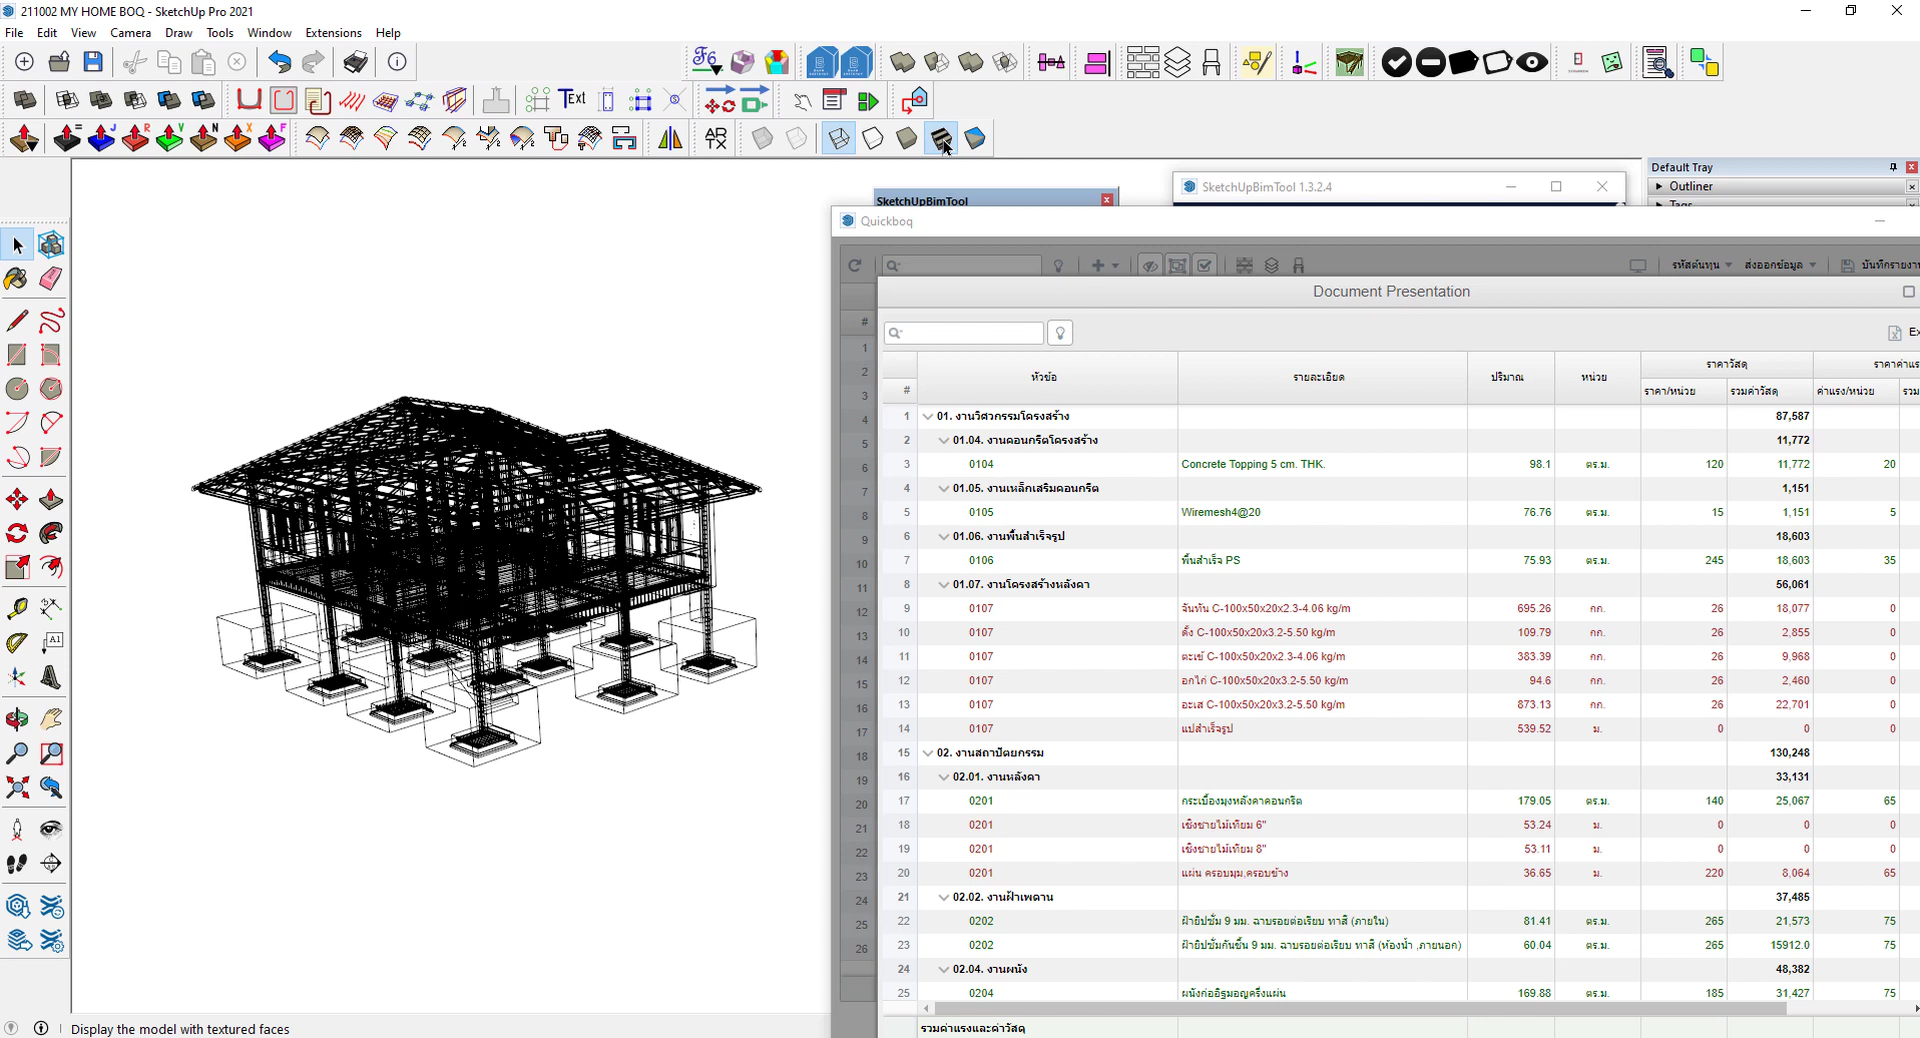 211002 MY HOME BOQ - SketchUp Pro 2021
File Edit View Camera Draw Tools Window Extensions Help
Text
AR
TX
Default Tray
Outliner
SketchUpBimTool 1.3.2.4
SketchUpBimTool
Quickboq
รหัสต้นทุน ส่งออกข้อมูล
Document Presentation
# หัวข้อ รายละเอียด ปริมาณ หน่วย ราคาวัสดุ
ราคา/หน่วย รวมค่าวัสดุ ค่าแรง/หน่วย
1 01. งานวิศวกรรมโครงสร้าง 87,587
2 01.04. งานคอนกรีตโครงสร้าง 11,772
3 0104 Concrete Topping 5 cm. THK. 98.1 ตร.ม. 120 11,772 20
4 01.05. งานเหล็กเสริมคอนกรีต 1,151
5 0105 Wiremesh4@20 76.76 ตร.ม. 15 1,151 5
6 01.06. งานพื้นสำเร็จรูป 18,603
7 0106 พื้นสำเร็จ PS 75.93 ตร.ม. 245 18,603 35
8 01.07. งานโครงสร้างหลังคา 56,061
9 0107 จันทัน C-100x50x20x2.3-4.06 kg/m 695.26 กก. 26 18,077 0
10 0107 ดั้ง C-100x50x20x3.2-5.50 kg/m 109.79 กก. 26 2,855 0
11 0107 ตะเข้ C-100x50x20x2.3-4.06 kg/m 383.39 กก. 26 9,968 0
12 0107 อกไก่ C-100x50x20x3.2-5.50 kg/m 94.6 กก. 26 2,460 0
13 0107 อะเส C-100x50x20x3.2-5.50 kg/m 873.13 กก. 26 22,701 0
14 0107 แปสำเร็จรูป 539.52 ม. 0 0 0
15 02. งานสถาปัตยกรรม 130,248
16 02.01. งานหลังคา 33,131
17 0201 กระเบื้องมุงหลังคาคอนกรีต 179.05 ตร.ม. 140 25,067 65
18 0201 เชิงชายไม้เทียม 6" 53.24 ม. 0 0 0
19 0201 เชิงชายไม้เทียม 8" 53.11 ม. 0 0 0
20 0201 แผ่น ครอบมุม,ครอบข้าง 36.65 ม. 220 8,064 65
21 02.02. งานฝ้าเพดาน 37,485
22 0202 ฝ้ายิปซั่ม 9 มม. ฉาบรอยต่อเรียบ ทาสี (ภายใน) 81.41 ตร.ม. 265 21,573 75
23 0202 ฝ้ายิปซั่มกันชื้น 9 มม. ฉาบรอยต่อเรียบ ทาสี (ห้องน้ำ ,ภายนอก) 60.04 ตร.ม. 265 15912.0 75
24 02.04. งานผนัง 48,382
25 0204 ผนังก่ออิฐมอญครึ่งแผ่น 169.88 ตร.ม. 185 31,427 75
รวมค่าแรงและค่าวัสดุ
Display the model with textured faces